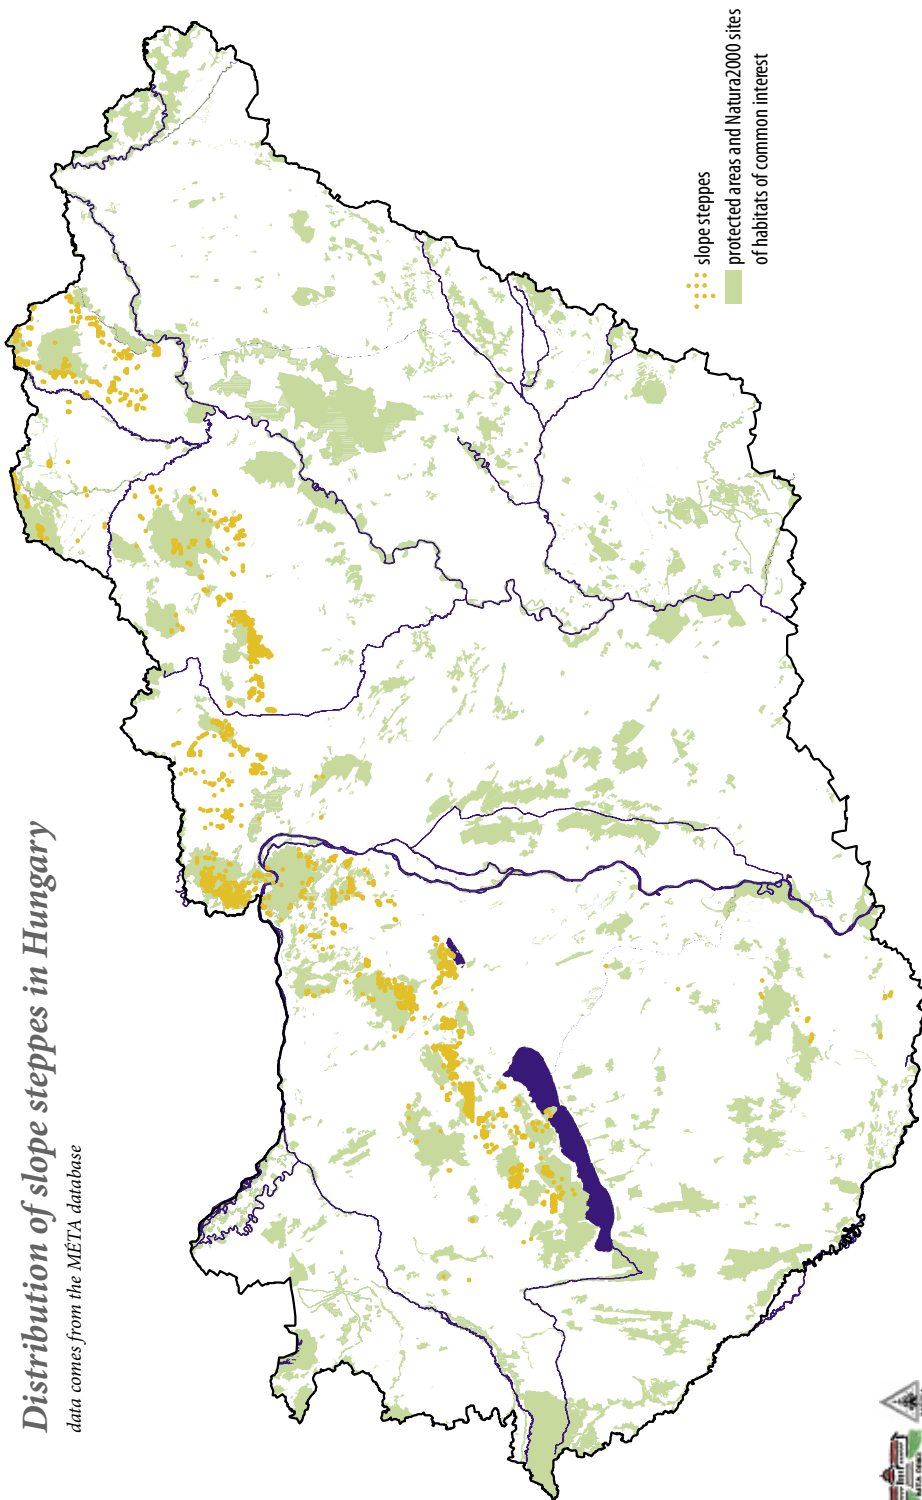 Distribution of slope steppes in Hungary
data comes from the MÉTA database
slope steppes
protected areas and Natura2000 sites
of habitats of common interest